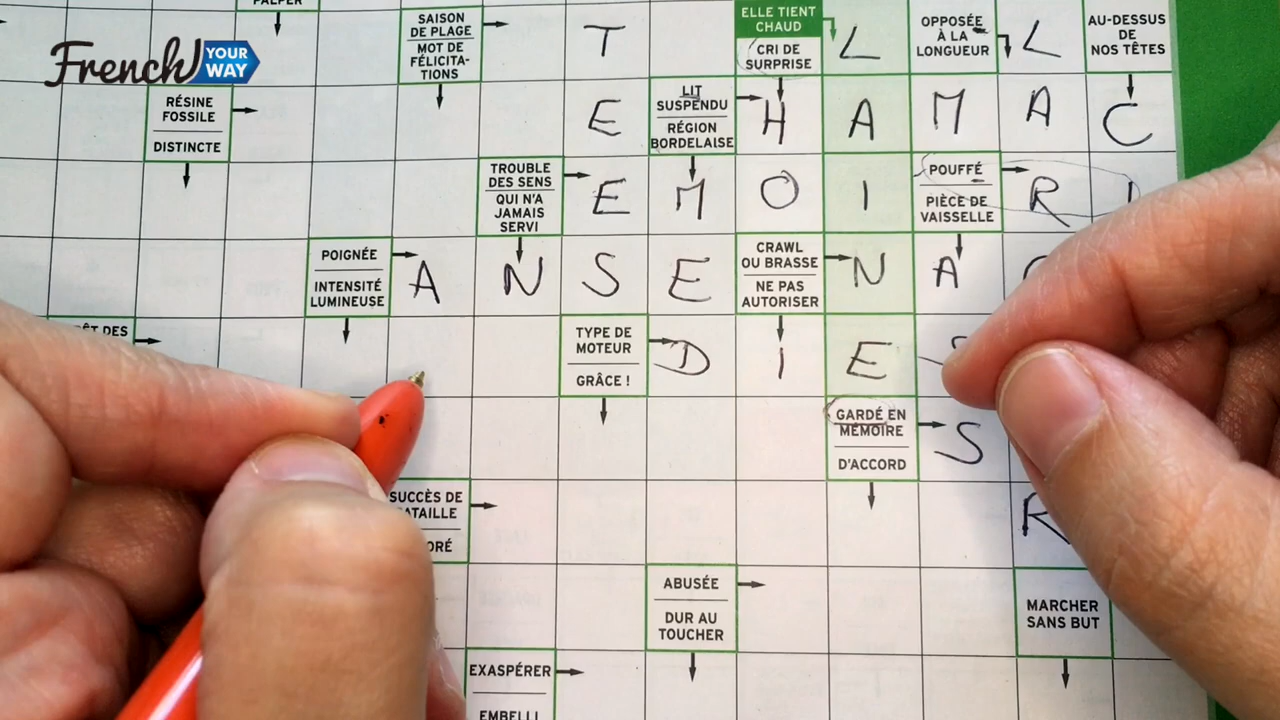 PALPER
French YOUR WAY
SAISON DE PLAGE
MOT DE FÉLICITA-TIONS
T
ELLE TIENT CHAUD
CRI DE SURPRISE
L
OPPOSÉE À LA LONGUEUR
L
AU-DESSUS DE NOS TÊTES
RÉSINE FOSSILE
DISTINCTE
E
LIT SUSPENDU
RÉGION BORDELAISE
H A M A C
TROUBLE DES SENS
QUI N'A JAMAIS SERVI
E M O I
POUFFÉ
PIÈCE DE VAISSELLE
R I
POIGNÉE
INTENSITÉ LUMINEUSE
A N S E
CRAWL OU BRASSE
NE PAS AUTORISER
N A
TYPE DE MOTEUR
GRÂCE !
D I E S
GARDÉ EN MÉMOIRE
D'ACCORD
S
SUCCÈS DE
R
ABUSÉE
DUR AU TOUCHER
MARCHER SANS BUT
EXASPÉRER
EMBELLI